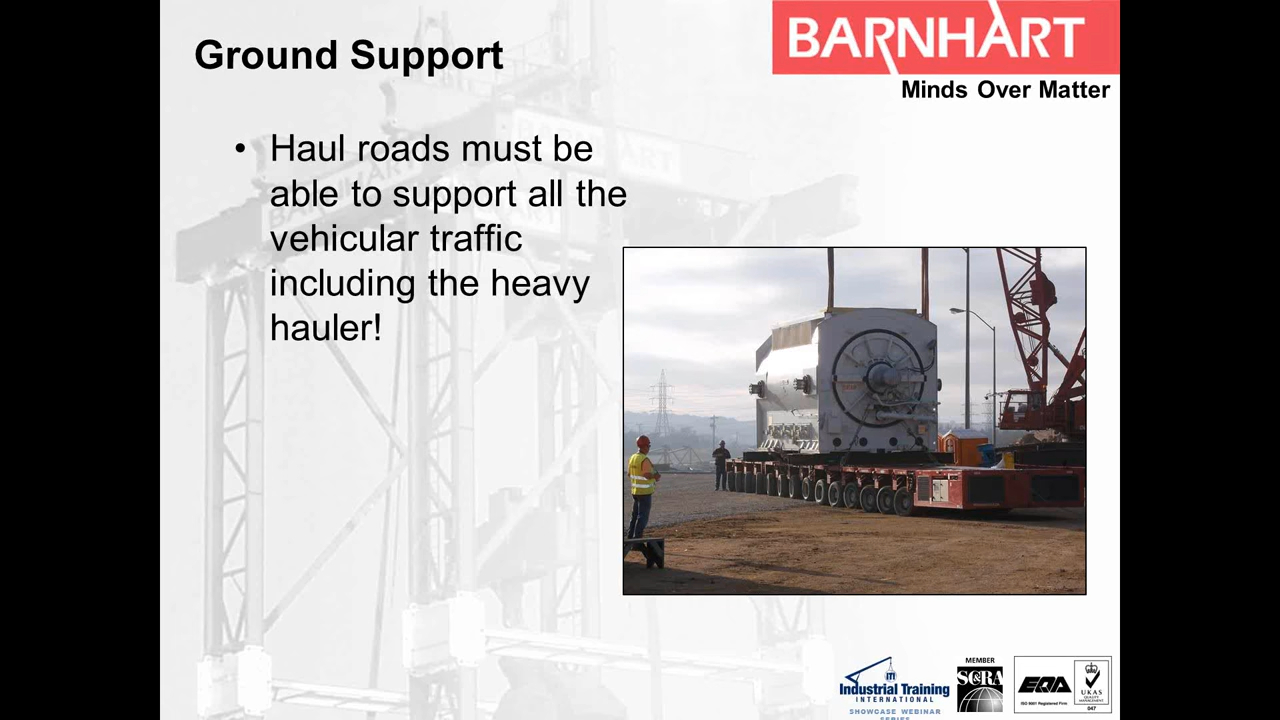 Ground Support
BARNHART
Minds Over Matter
• Haul roads must be
able to support all the
vehicular traffic
including the heavy
hauler!
MEMBER
SC&RA
ITI
Industrial Training
INTERNATIONAL
SHOWCASE WEBINAR
SERIES
EQA
ISO 9001 Registered Firm
UKAS
QUALITY
MANAGEMENT
047